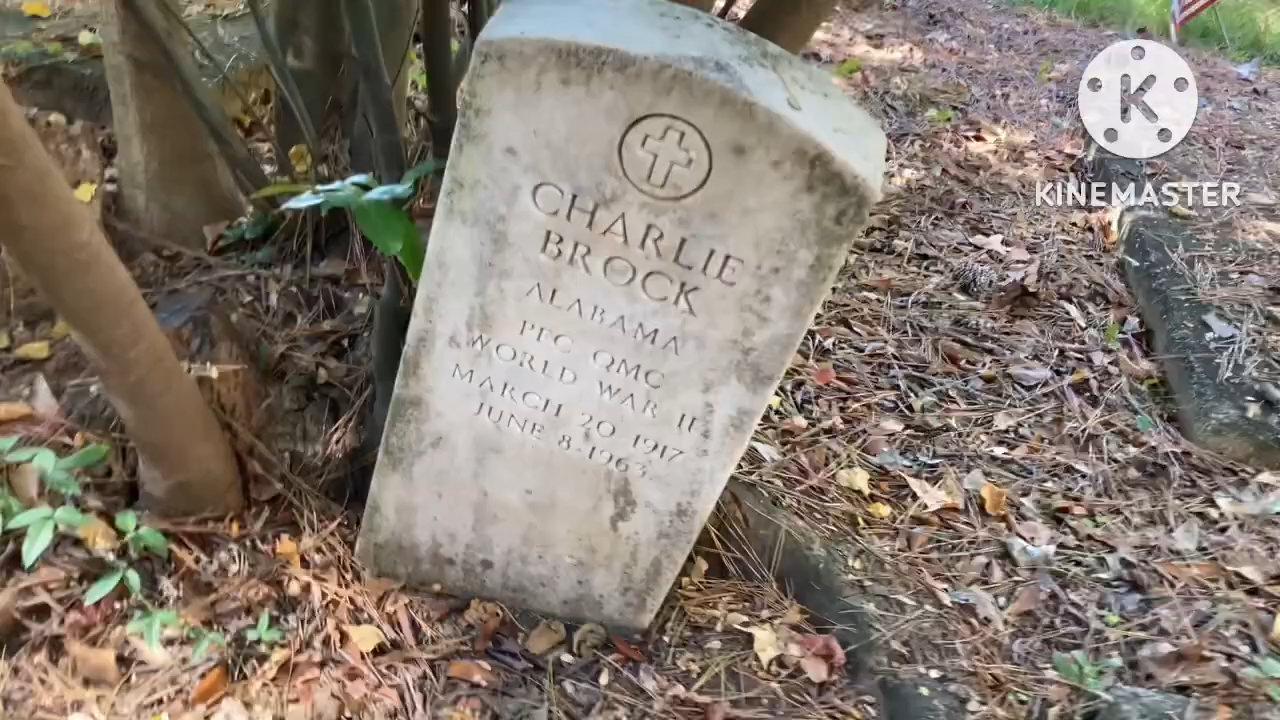 CHARLIE
BROCK
ALABAMA
PFC QMC
WORLD WAR II
MARCH 20 1917
JUNE 8 1963
K
KINEMASTER